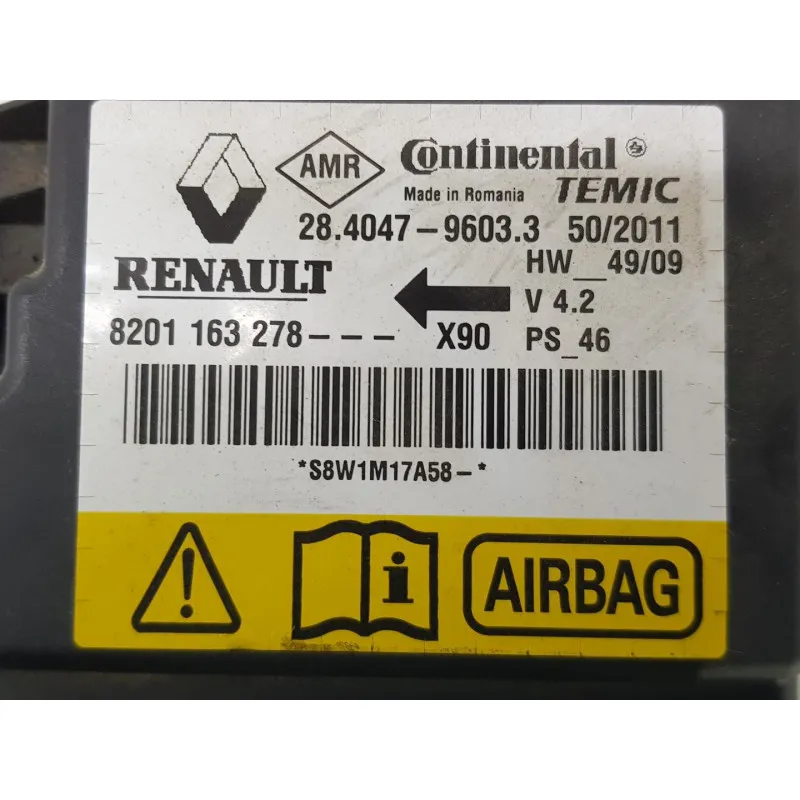 AMR Continental®
Made in Romania TEMIC
28.4047-9603.3 50/2011
RENAULT HW__49/09
V 4.2
8201 163 278--- X90 PS_46
*S8W1M17A58-*
! i AIRBAG